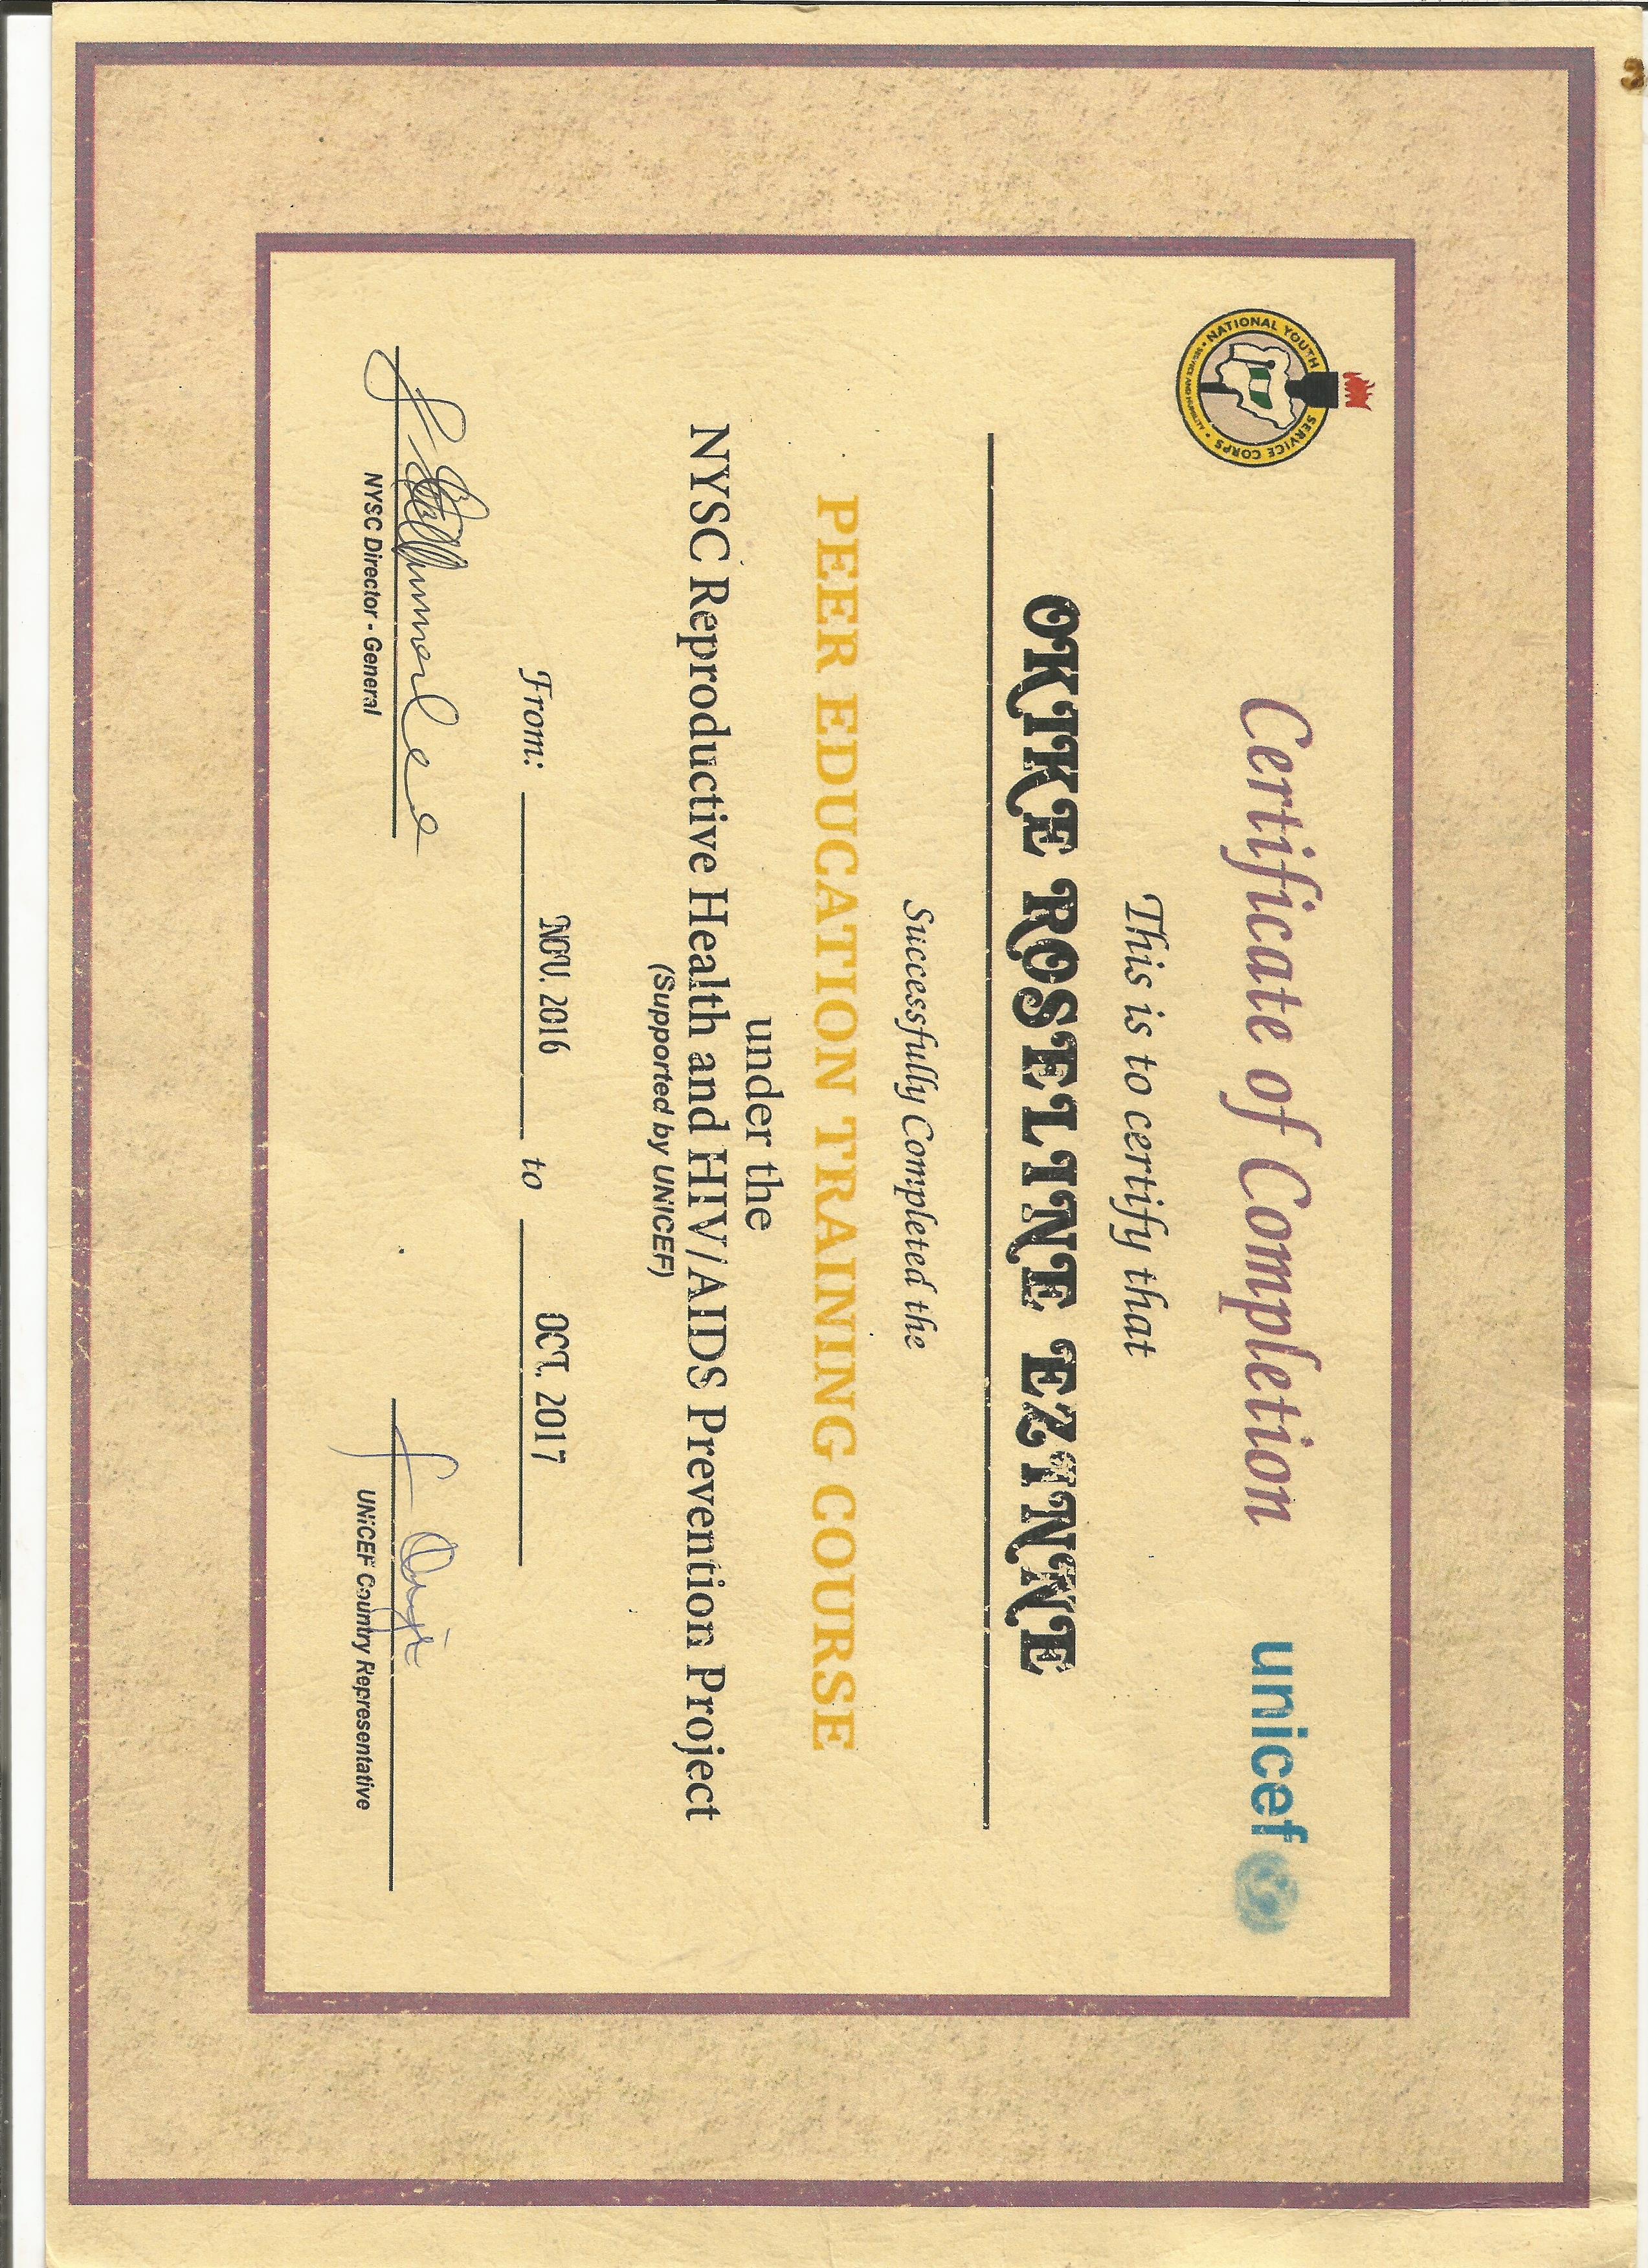 NATIONAL YOUTH SERVICE CORPS
SERVICE AND HUMILITY
Certificate of Completion
unicef
This is to certify that
OKIKE ROSELINE EZINNE
Successfully Completed the
PEER EDUCATION TRAINING COURSE
under the
NYSC Reproductive Health and HIV/AIDS Prevention Project
(Supported by UNICEF)
From: NOV. 2016 to OCT. 2017
NYSC Director - General
UNICEF Country Representative